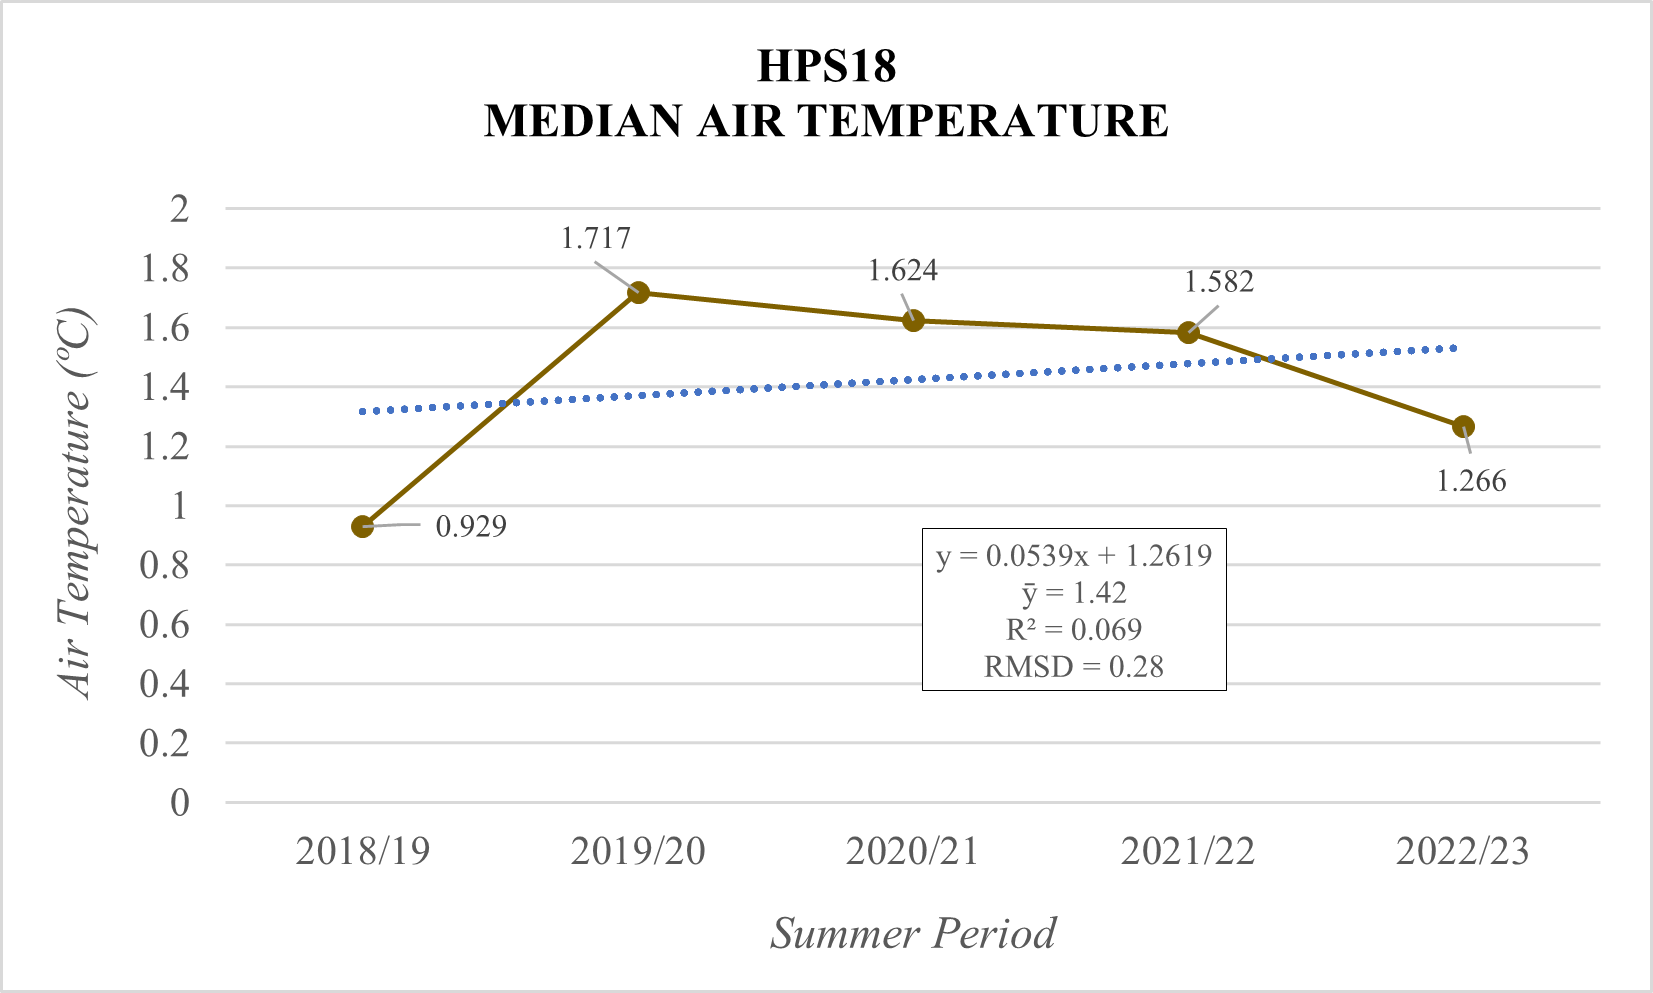 HPS18
MEDIAN AIR TEMPERATURE
Air Temperature (ºC)
2
1.8
1.6
1.4
1.2
1
0.8
0.6
0.4
0.2
0
0.929
1.717
1.624
1.582
1.266
y = 0.0539x + 1.2619
ȳ = 1.42
R² = 0.069
RMSD = 0.28
2018/19 2019/20 2020/21 2021/22 2022/23
Summer Period